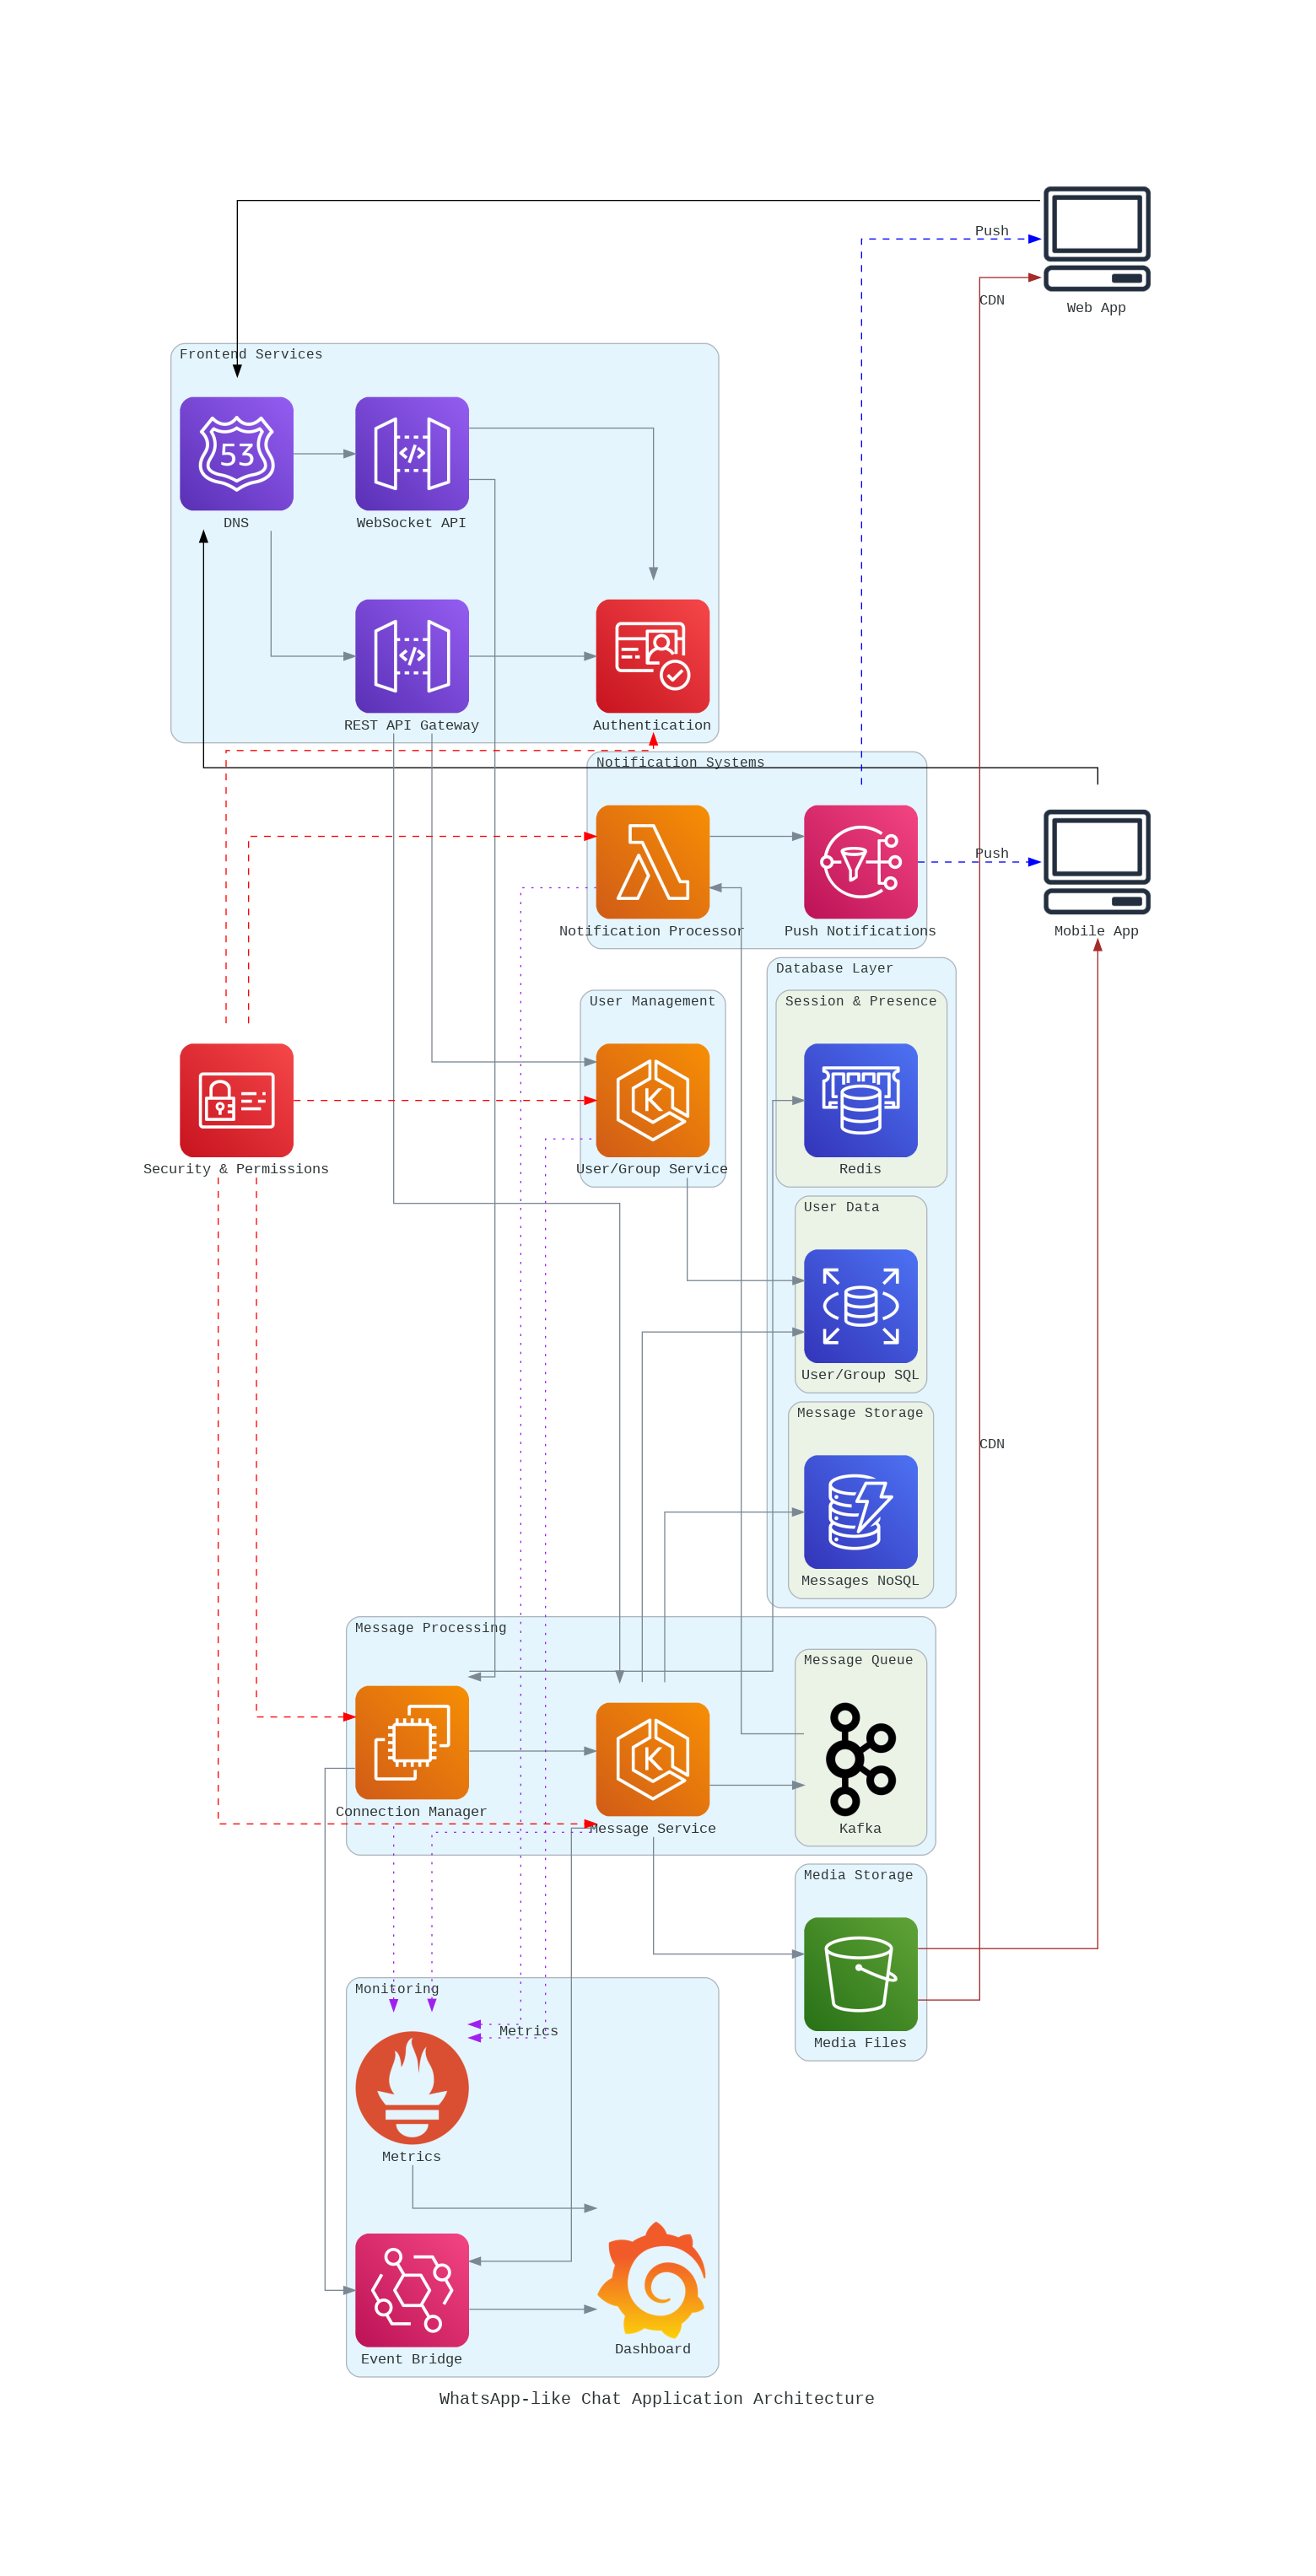 Push
CDN
Web App
Frontend Services
53
DNS
WebSocket API
REST API Gateway
Authentication
Notification Systems
Push
Notification Processor
Push Notifications
Mobile App
Database Layer
User Management
Session & Presence
K
Security & Permissions
User/Group Service
Redis
User Data
User/Group SQL
Message Storage
CDN
Messages NoSQL
Message Processing
Message Queue
K
Connection Manager
Message Service
Kafka
Media Storage
Monitoring
Metrics
Media Files
Metrics
Dashboard
Event Bridge
WhatsApp-like Chat Application Architecture